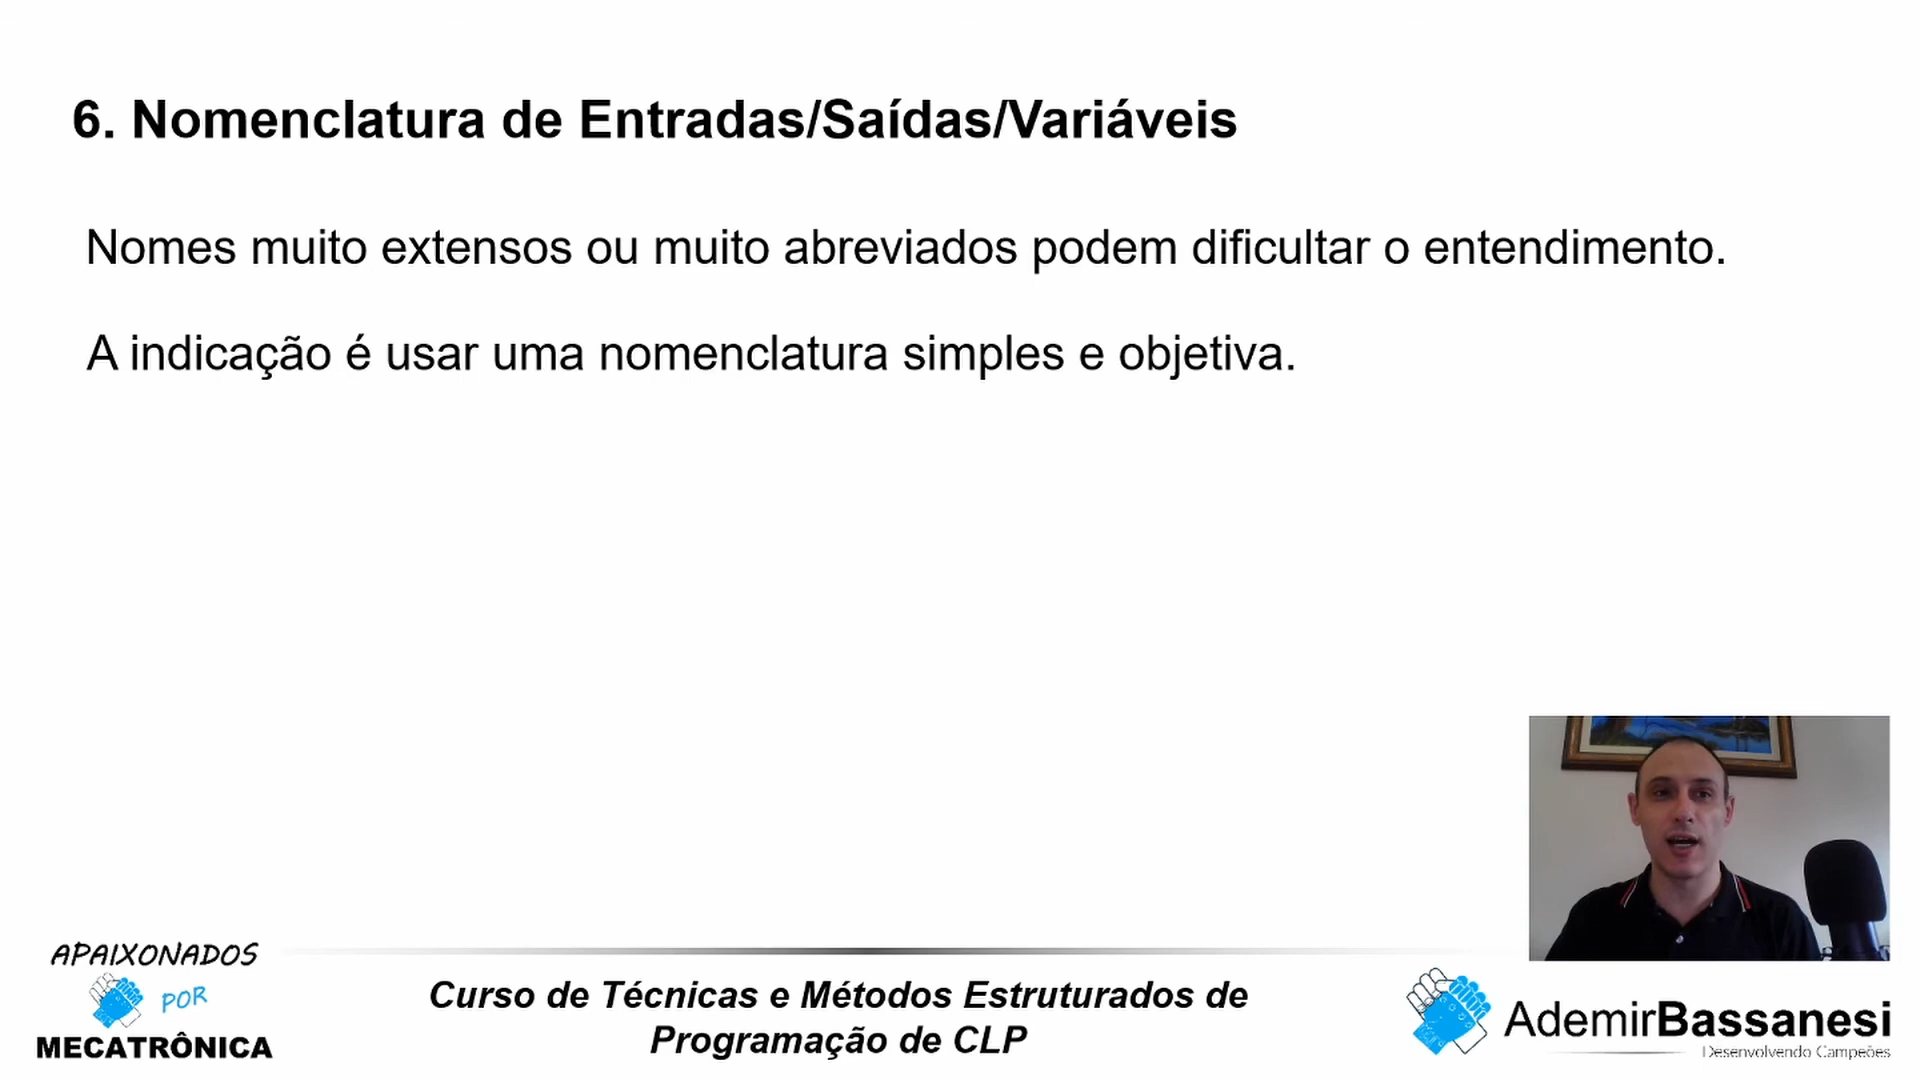 6. Nomenclatura de Entradas/Saídas/Variáveis
Nomes muito extensos ou muito abreviados podem dificultar o entendimento.
A indicação é usar uma nomenclatura simples e objetiva.
APAIXONADOS
POR
MECATRÔNICA
Curso de Técnicas e Métodos Estruturados de
Programação de CLP
AdemirBassanesi
Desenvolvendo Campeões